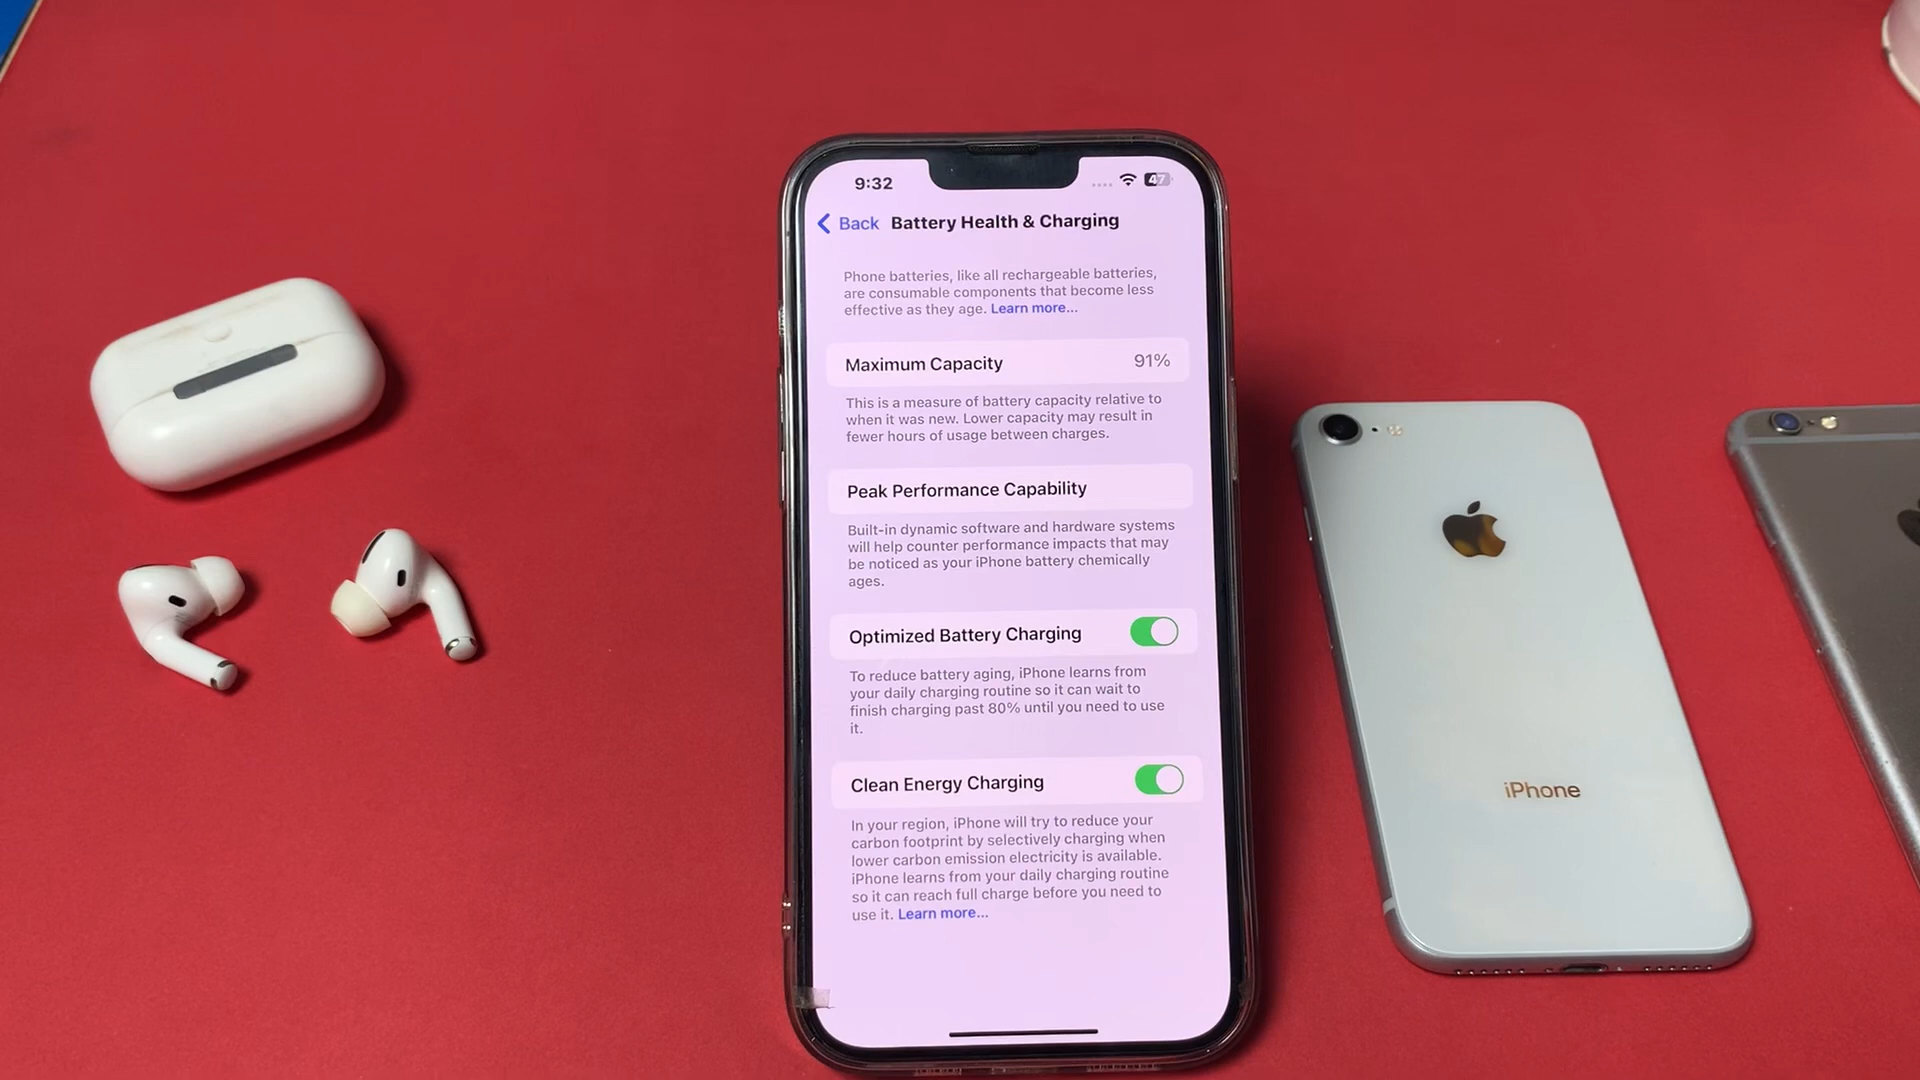 9:32
47
Back Battery Health & Charging
Phone batteries, like all rechargeable batteries,
are consumable components that become less
effective as they age. Learn more...
Maximum Capacity 91%
This is a measure of battery capacity relative to
when it was new. Lower capacity may result in
fewer hours of usage between charges.
Peak Performance Capability
Built-in dynamic software and hardware systems
will help counter performance impacts that may
be noticed as your iPhone battery chemically
ages.
Optimized Battery Charging
To reduce battery aging, iPhone learns from
your daily charging routine so it can wait to
finish charging past 80% until you need to use
it.
Clean Energy Charging
In your region, iPhone will try to reduce your
carbon footprint by selectively charging when
lower carbon emission electricity is available.
iPhone learns from your daily charging routine
so it can reach full charge before you need to
use it. Learn more...
iPhone